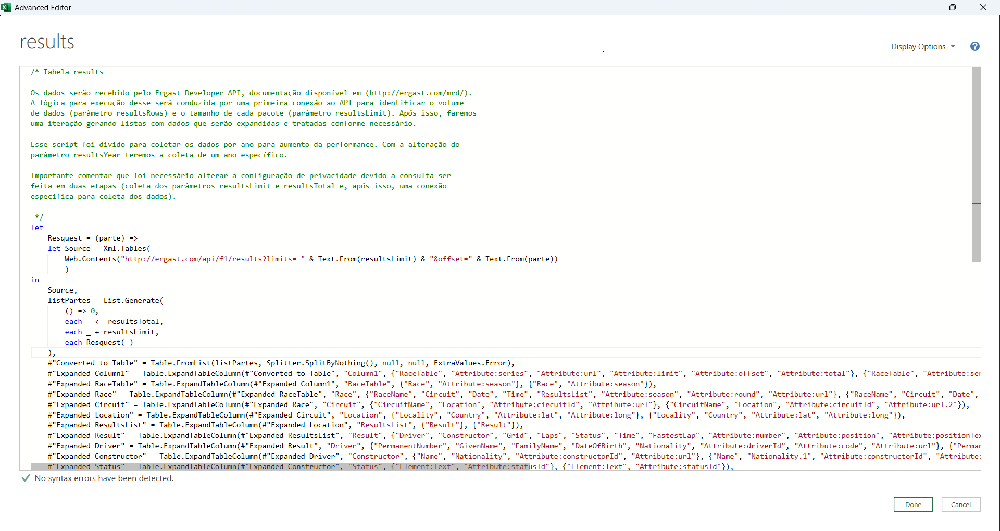 Advanced Editor
results
Display Options
/* Tabela results
Os dados serão recebido pelo Ergast Developer API, documentação disponível em (http://ergast.com/mrd/).
A lógica para execução desse será conduzida por uma primeira conexão ao API para identificar o volume
de dados (parâmetro resultsRows) e o tamanho de cada pacote (parâmetro resultsLimit). Após isso, faremos
uma iteração gerando listas com dados que serão expandidas e tratadas conforme necessário.
Esse script foi divido para coletar os dados por ano para aumento da performance. Com a alteração do
parâmetro resultsYear teremos a coleta de um ano específico.
Importante comentar que foi necessário alterar a configuração de privacidade devido a consulta ser
feita em duas etapas (coleta dos parâmetros resultsLimit e resultsTotal e, após isso, uma conexão
específica para coleta dos dados).
*/
let
Resquest = (parte) =>
let Source = Xml.Tables(
Web.Contents("http://ergast.com/api/f1/results?limits= " & Text.From(resultsLimit) & "&offset=" & Text.From(parte))
)
in
Source,
listPartes = List.Generate(
() => 0,
each _ <= resultsTotal,
each _ + resultsLimit,
each Resquest(_)
),
#"Converted to Table" = Table.FromList(listPartes, Splitter.SplitByNothing(), null, null, ExtraValues.Error),
#"Expanded Column1" = Table.ExpandTableColumn(#"Converted to Table", "Column1", {"RaceTable", "Attribute:series", "Attribute:url", "Attribute:limit", "Attribute:offset", "Attribute:total"}, {"RaceTable", "Attribute:ser
#"Expanded RaceTable" = Table.ExpandTableColumn(#"Expanded Column1", "RaceTable", {"Race", "Attribute:season"}, {"Race", "Attribute:season"}),
#"Expanded Race" = Table.ExpandTableColumn(#"Expanded RaceTable", "Race", {"RaceName", "Circuit", "Date", "Time", "ResultsList", "Attribute:season", "Attribute:round", "Attribute:url"}, {"RaceName", "Circuit", "Date",
#"Expanded Circuit" = Table.ExpandTableColumn(#"Expanded Race", "Circuit", {"CircuitName", "Location", "Attribute:circuitId", "Attribute:url"}, {"CircuitName", "Location", "Attribute:circuitId", "Attribute:url.2"}),
#"Expanded Location" = Table.ExpandTableColumn(#"Expanded Circuit", "Location", {"Locality", "Country", "Attribute:lat", "Attribute:long"}, {"Locality", "Country", "Attribute:lat", "Attribute:long"}),
#"Expanded ResultsList" = Table.ExpandTableColumn(#"Expanded Location", "ResultsList", {"Result"}, {"Result"}),
#"Expanded Result" = Table.ExpandTableColumn(#"Expanded ResultsList", "Result", {"Driver", "Constructor", "Grid", "Laps", "Status", "Time", "FastestLap", "Attribute:number", "Attribute:position", "Attribute:positionTex
#"Expanded Driver" = Table.ExpandTableColumn(#"Expanded Result", "Driver", {"PermanentNumber", "GivenName", "FamilyName", "DateOfBirth", "Nationality", "Attribute:driverId", "Attribute:code", "Attribute:url"}, {"Perman
#"Expanded Constructor" = Table.ExpandTableColumn(#"Expanded Driver", "Constructor", {"Name", "Nationality", "Attribute:constructorId", "Attribute:url"}, {"Name", "Nationality.1", "Attribute:constructorId", "Attribute:
#"Expanded Status" = Table.ExpandTableColumn(#"Expanded Constructor", "Status", {"Element:Text", "Attribute:statusId"}, {"Element:Text", "Attribute:statusId"}),
No syntax errors have been detected.
Done
Cancel